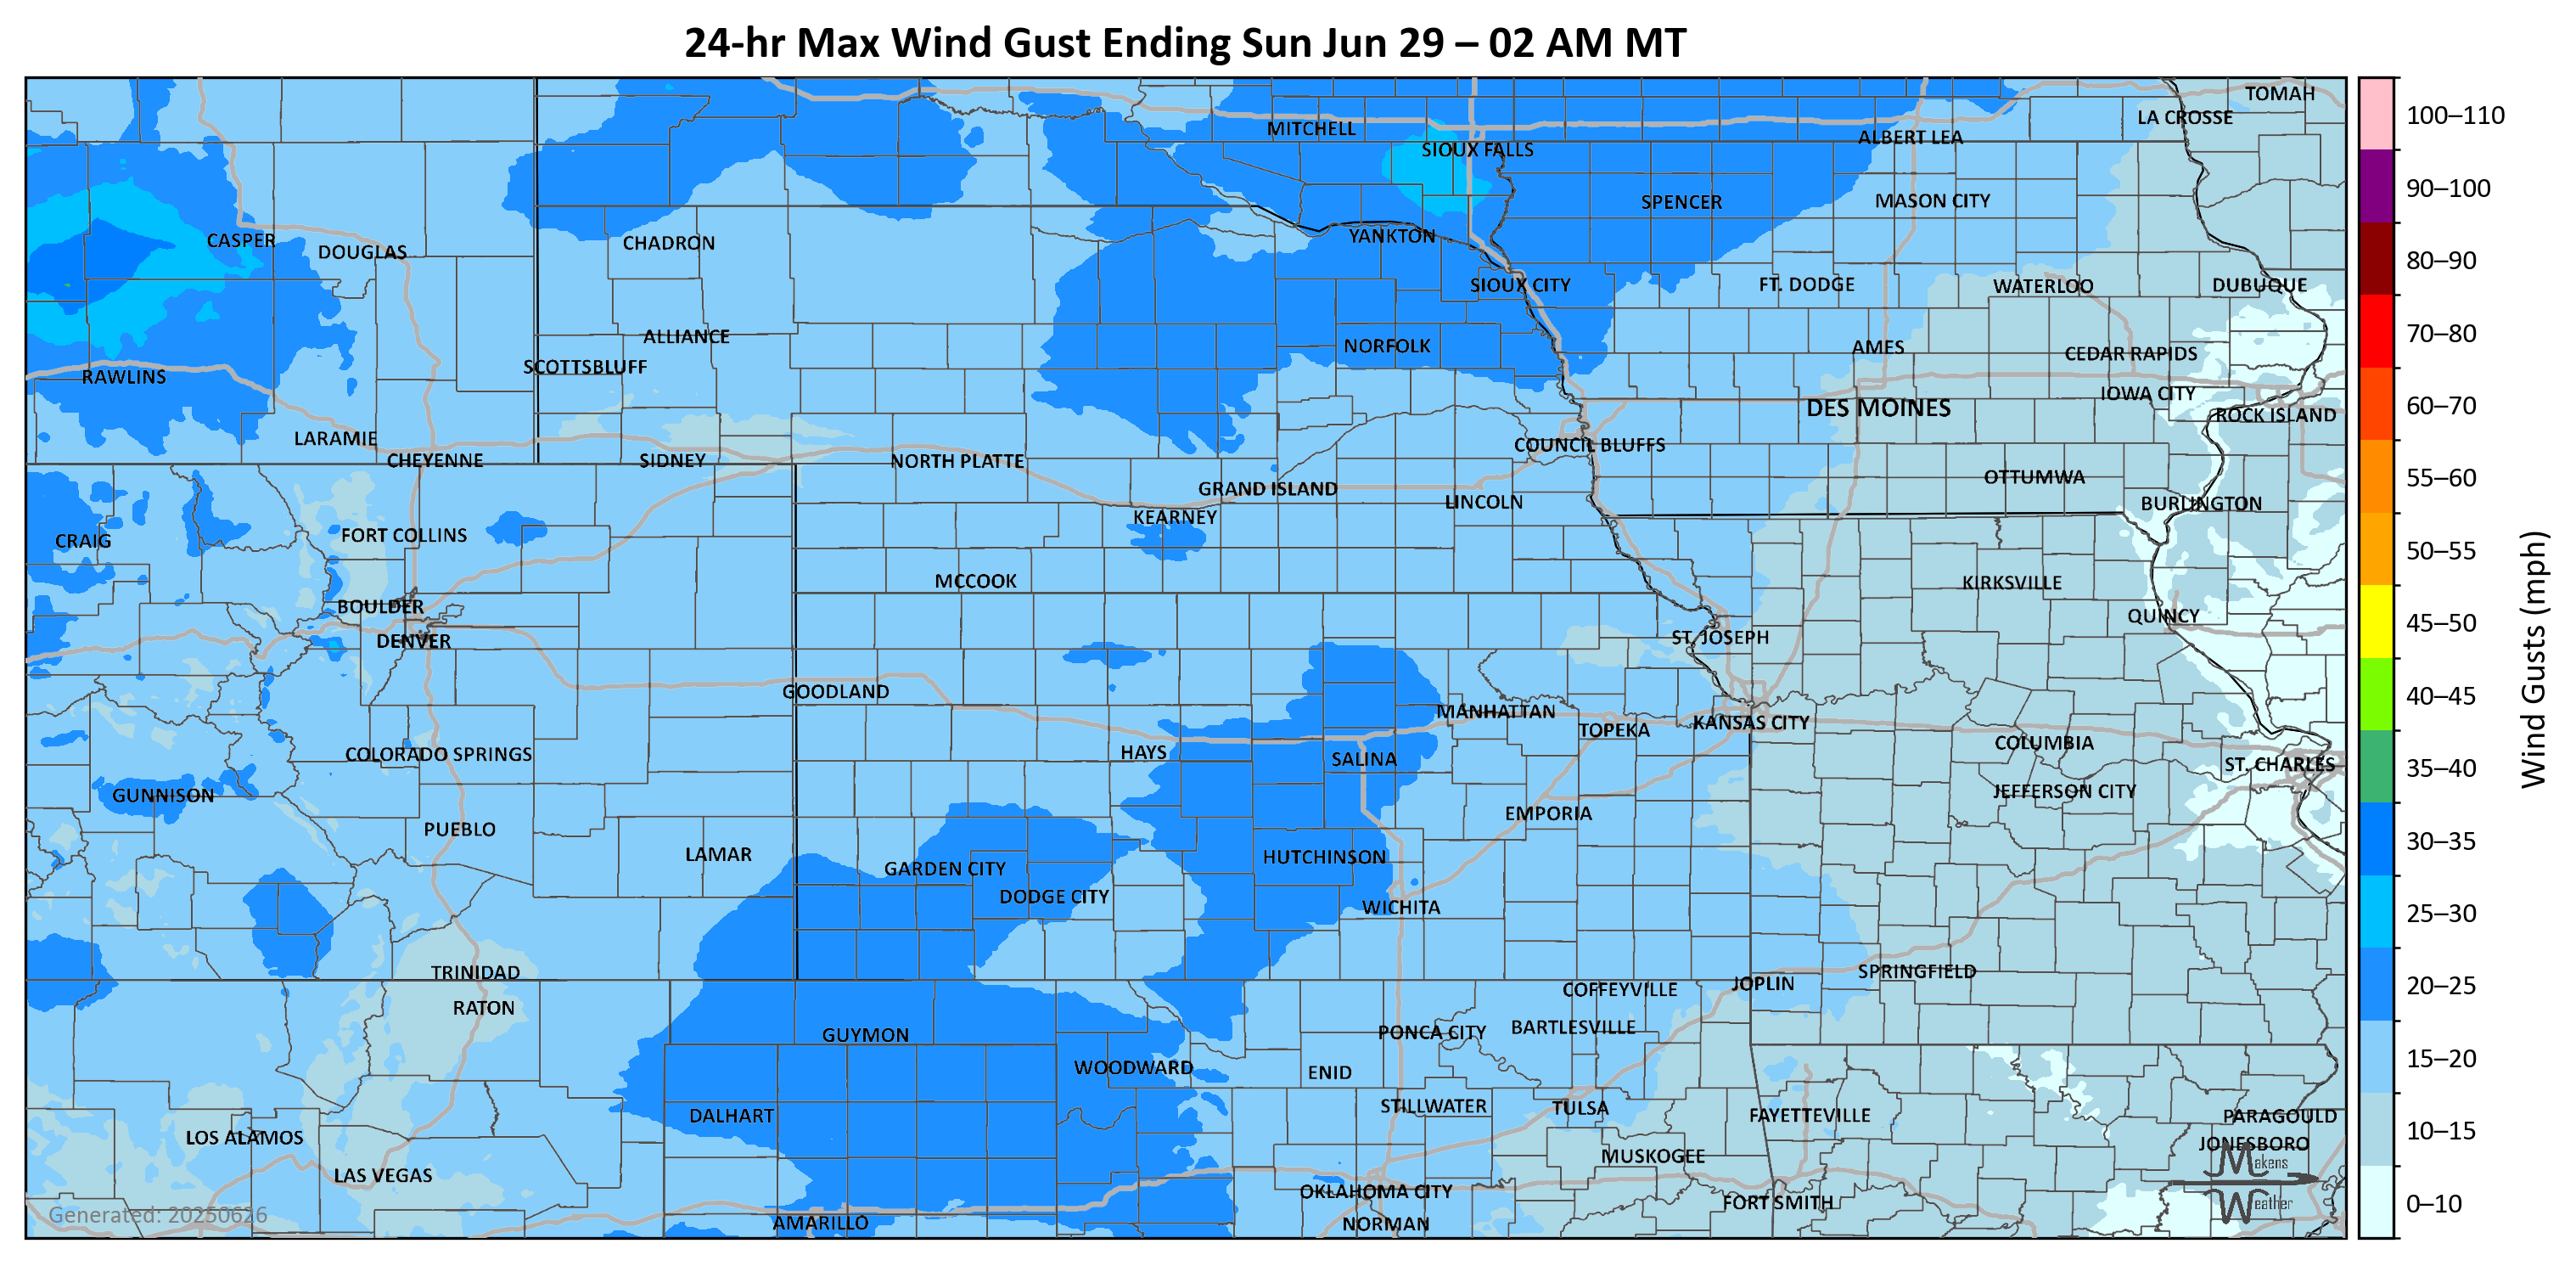 24-hr Max Wind Gust Ending Sun Jun 29 – 02 AM MT
TOMAH
LA CROSSE
MITCHELL
ALBERT LEA
SIOUX FALLS
SPENCER
MASON CITY
CASPER
DOUGLAS
CHADRON
YANKTON
SIOUX CITY
FT. DODGE
WATERLOO
DUBUQUE
ALLIANCE
NORFOLK
AMES
CEDAR RAPIDS
SCOTTSBLUFF
RAWLINS
IOWA CITY
DES MOINES
ROCK ISLAND
LARAMIE
COUNCIL BLUFFS
CHEYENNE
SIDNEY
NORTH PLATTE
OTTUMWA
GRAND ISLAND
LINCOLN
BURLINGTON
KEARNEY
CRAIG
FORT COLLINS
MCCOOK
KIRKSVILLE
BOULDER
QUINCY
DENVER
ST. JOSEPH
GOODLAND
MANHATTAN
TOPEKA
KANSAS CITY
COLORADO SPRINGS
HAYS
SALINA
COLUMBIA
ST. CHARLES
GUNNISON
JEFFERSON CITY
EMPORIA
PUEBLO
LAMAR
GARDEN CITY
HUTCHINSON
DODGE CITY
WICHITA
TRINIDAD
SPRINGFIELD
JOPLIN
COFFEYVILLE
RATON
GUYMON
PONCA CITY
BARTLESVILLE
WOODWARD
ENID
DALHART
STILLWATER
TULSA
FAYETTEVILLE
PARAGOULD
LOS ALAMOS
JONESBORO
LAS VEGAS
MUSKOGEE
OKLAHOMA CITY
FORT SMITH
AMARILLO
NORMAN
Generated: 20250626
Makens
Weather
100–110
90–100
80–90
70–80
60–70
55–60
50–55
45–50
40–45
35–40
30–35
25–30
20–25
15–20
10–15
0–10
Wind Gusts (mph)